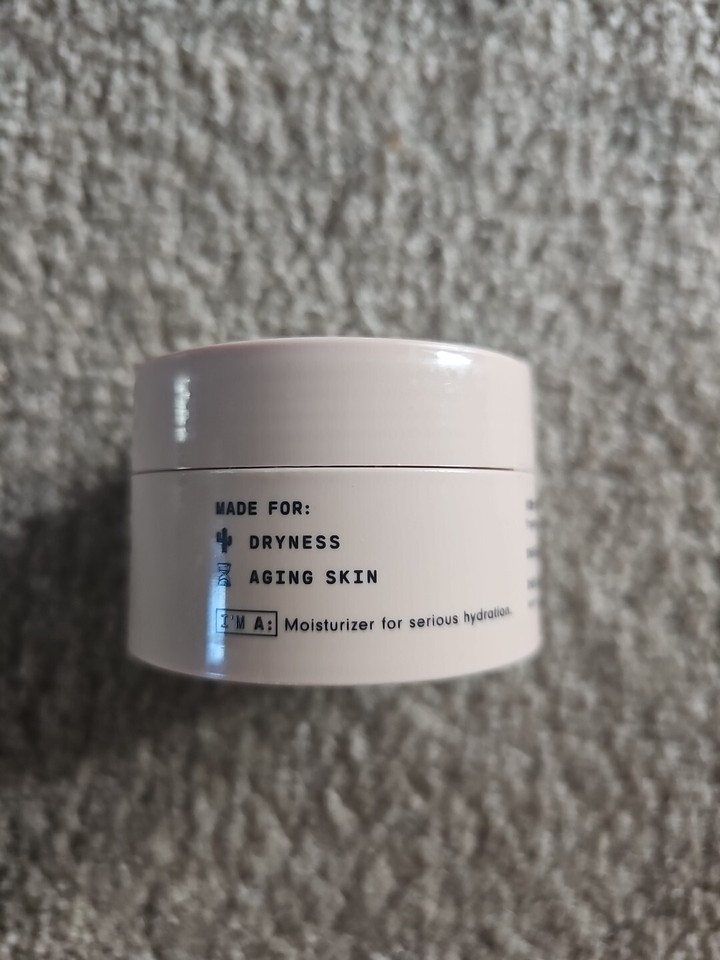 MADE FOR:
DRYNESS
AGING SKIN
I'M A: Moisturizer for serious hydration.